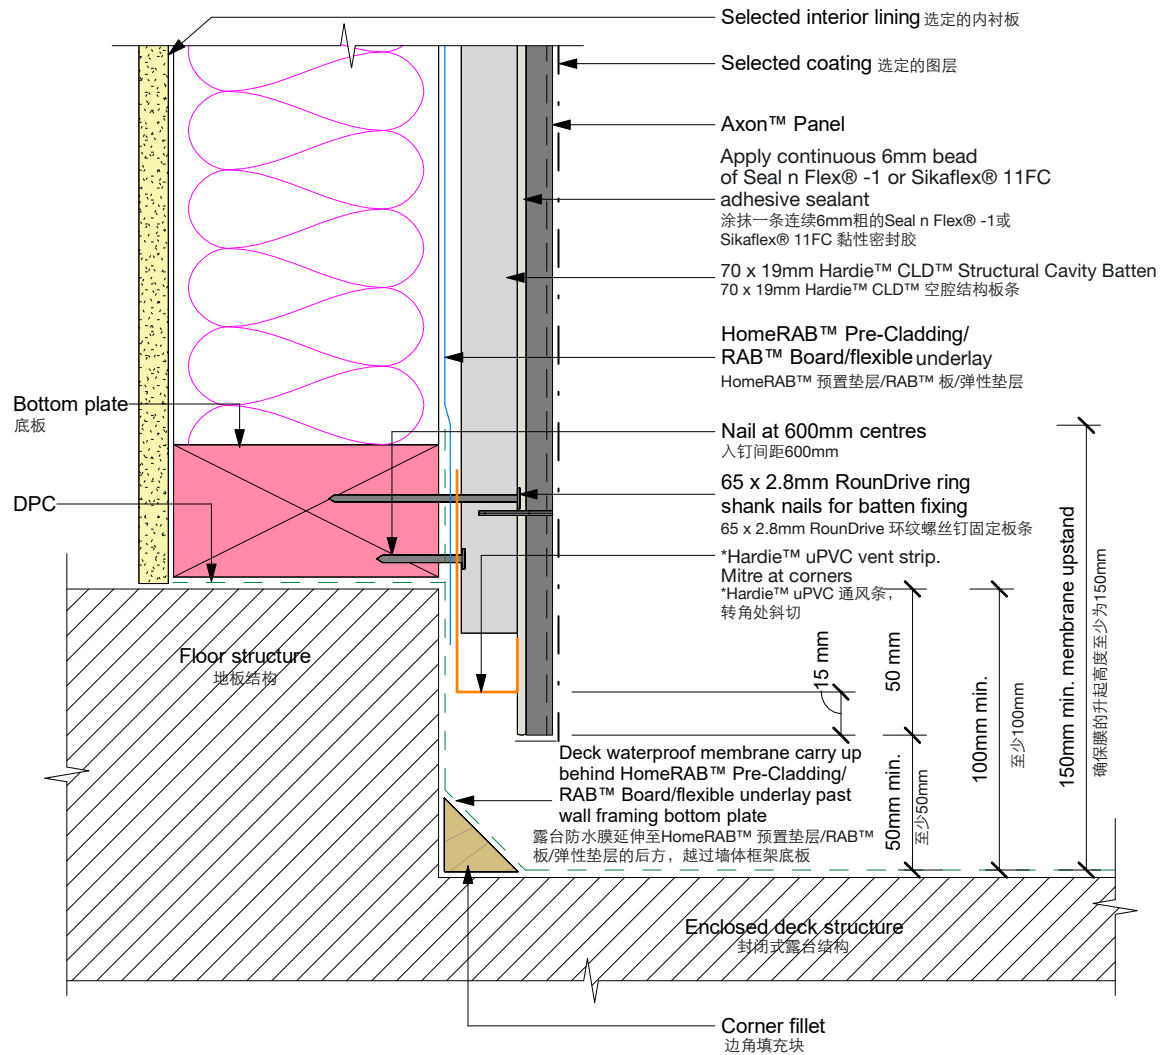 Selected interior lining 选定的内衬板
Selected coating 选定的图层
Axon™ Panel
Apply continuous 6mm bead
of Seal n Flex® -1 or Sikaflex® 11FC
adhesive sealant
涂抹一条连续6mm粗的Seal n Flex® -1或
Sikaflex® 11FC 黏性密封胶
70 x 19mm Hardie™ CLD™ Structural Cavity Batten
70 x 19mm Hardie™ CLD™ 空腔结构板条
HomeRAB™ Pre-Cladding/
RAB™ Board/flexible underlay
HomeRAB™ 预置垫层/RAB™ 板/弹性垫层
Bottom plate
底板
Nail at 600mm centres
入钉间距600mm
DPC
65 x 2.8mm RounDrive ring
shank nails for batten fixing
65 x 2.8mm RounDrive 环纹螺丝钉固定板条
*Hardie™ uPVC vent strip.
Mitre at corners
*Hardie™ uPVC 通风条，
转角处斜切
Floor structure
地板结构
15 mm
50 mm
50mm min.
至少50mm
100mm min.
至少100mm
150mm min. membrane upstand
确保膜的升起高度至少为150mm
Deck waterproof membrane carry up
behind HomeRAB™ Pre-Cladding/
RAB™ Board/flexible underlay past
wall framing bottom plate
露台防水膜延伸至HomeRAB™ 预置垫层/RAB™
板/弹性垫层的后方，越过墙体框架底板
Enclosed deck structure
封闭式露台结构
Corner fillet
边角填充块